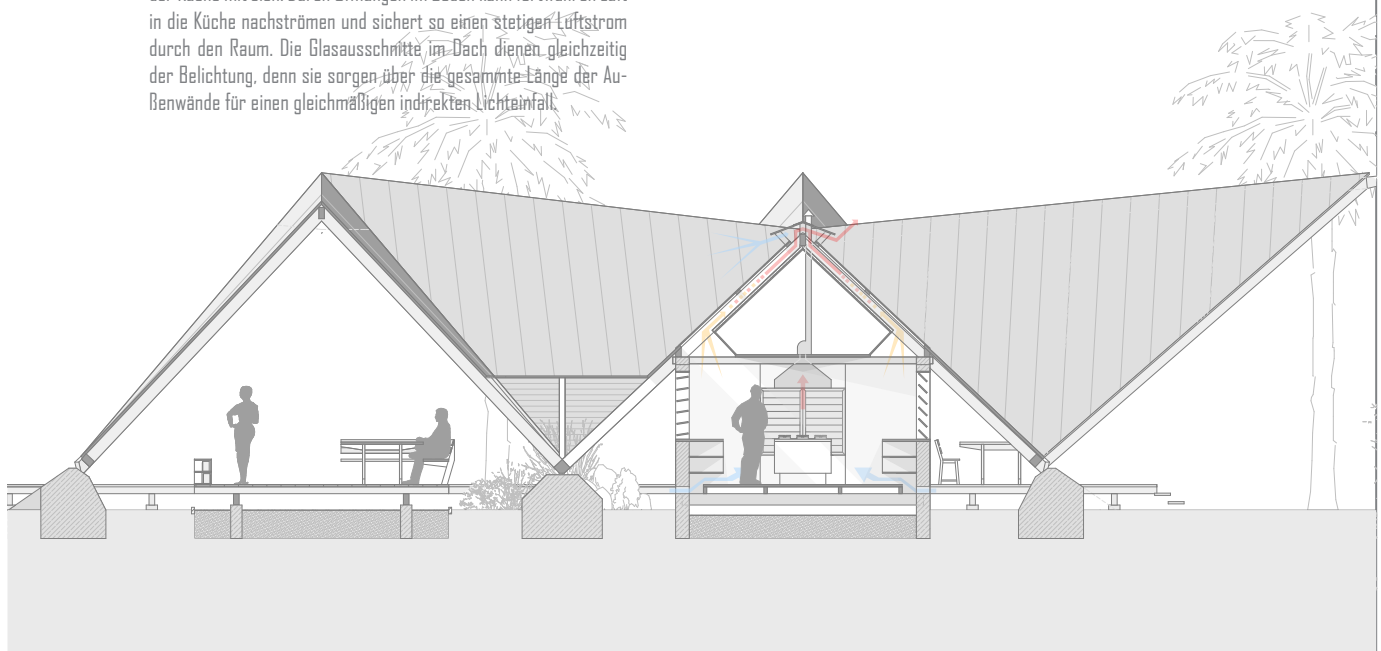 in die Küche nachströmen und sichert so einen stetigen Luftstrom
durch den Raum. Die Glasausschnitte im Dach dienen gleichzeitig
der Belichtung, denn sie sorgen über die gesammte Länge der Au-
ßenwände für einen gleichmäßigen indirekten Lichteinfall.